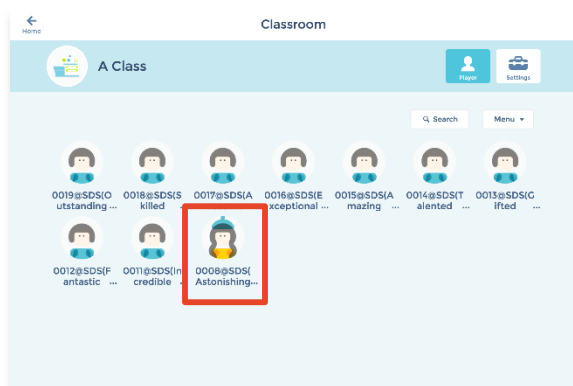 Classroom
Home
A Class
Player
Settings
Search
Menu
0019@SDS(O 0018@SDS(S 0017@SDS(A 0016@SDS(E 0015@SDS(A 0014@SDS(T 0013@SDS(G
utstanding ... killed xceptional ... mazing ... alented ... ifted ...
0012@SDS(F 0011@SDS(In 0008@SDS(
antastic ... credible Astonishing...